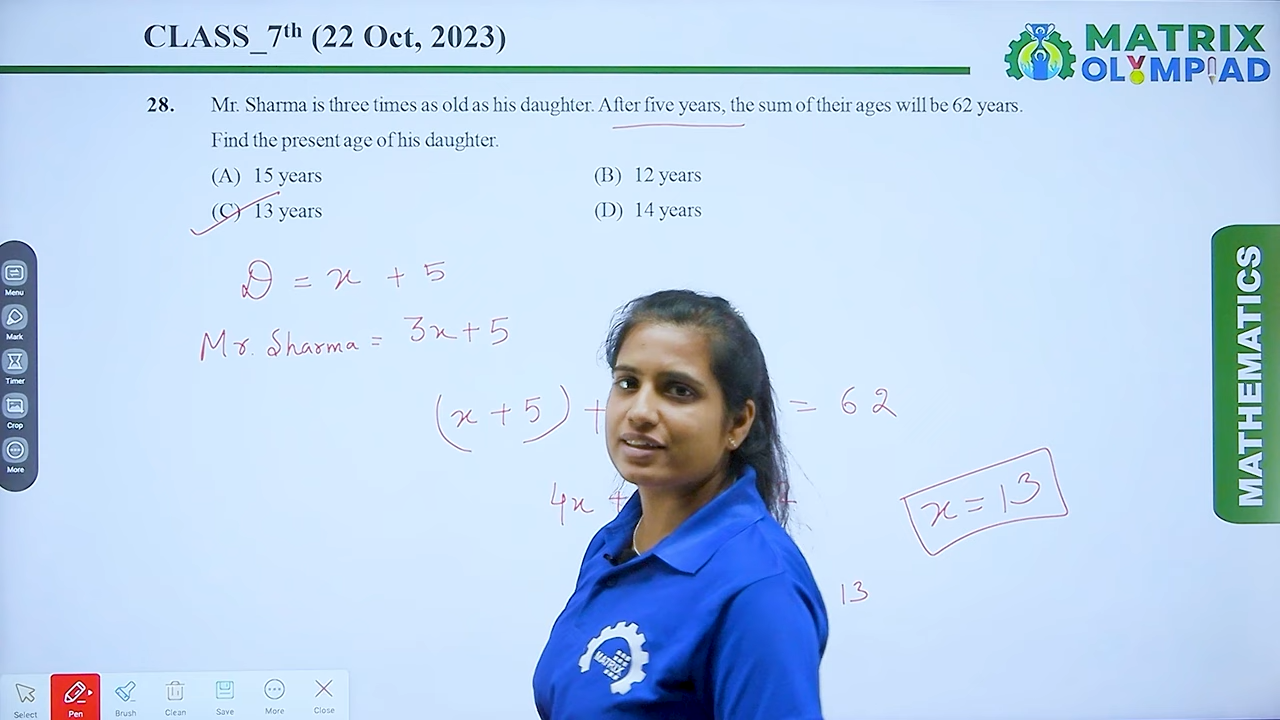 CLASS_7th (22 Oct, 2023)
MATRIX
OLYMPIAD
28. Mr. Sharma is three times as old as his daughter. After five years, the sum of their ages will be 62 years.
Find the present age of his daughter.
(A) 15 years (B) 12 years
(C) 13 years (D) 14 years
D = x + 5
Mr. Sharma = 3x + 5
(x + 5) + = 62
4x +
x = 13
13
MATHEMATICS
Menu
Mark
Timer
Crop
More
MATRIX
Select Pen Brush Clean Save More Close